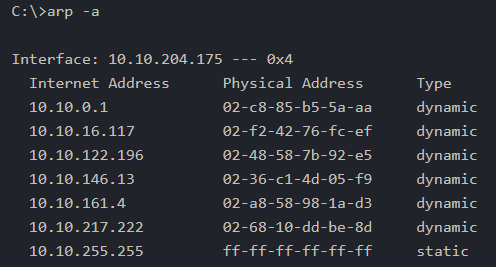 C:\>arp -a
Interface: 10.10.204.175 --- 0x4
Internet Address Physical Address Type
10.10.0.1 02-c8-85-b5-5a-aa dynamic
10.10.16.117 02-f2-42-76-fc-ef dynamic
10.10.122.196 02-48-58-7b-92-e5 dynamic
10.10.146.13 02-36-c1-4d-05-f9 dynamic
10.10.161.4 02-a8-58-98-1a-d3 dynamic
10.10.217.222 02-68-10-dd-be-8d dynamic
10.10.255.255 ff-ff-ff-ff-ff-ff static